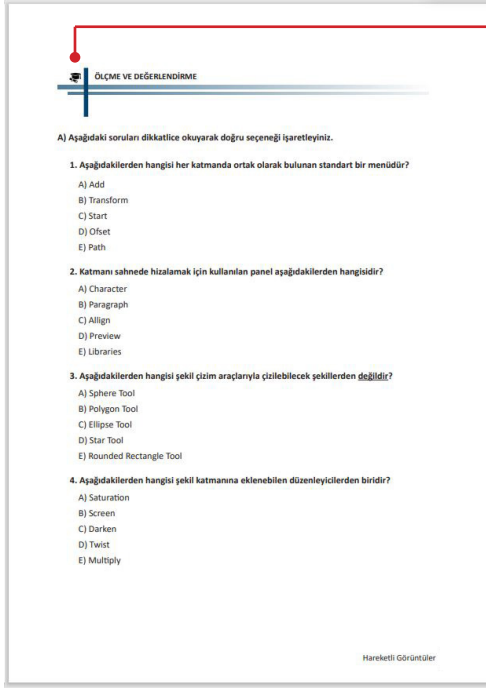 ÖLÇME VE DEĞERLENDİRME
A) Aşağıdaki soruları dikkatlice okuyarak doğru seçeneği işaretleyiniz.
1. Aşağıdakilerden hangisi her katmanda ortak olarak bulunan standart bir menüdür?
A) Add
B) Transform
C) Start
D) Ofset
E) Path
2. Katmanı sahnede hizalamak için kullanılan panel aşağıdakilerden hangisidir?
A) Character
B) Paragraph
C) Allign
D) Preview
E) Libraries
3. Aşağıdakilerden hangisi şekil çizim araçlarıyla çizilebilecek şekillerden değildir?
A) Sphere Tool
B) Polygon Tool
C) Ellipse Tool
D) Star Tool
E) Rounded Rectangle Tool
4. Aşağıdakilerden hangisi şekil katmanına eklenebilen düzenleyicilerden biridir?
A) Saturation
B) Screen
C) Darken
D) Twist
E) Multiply
Hareketli Görüntüler